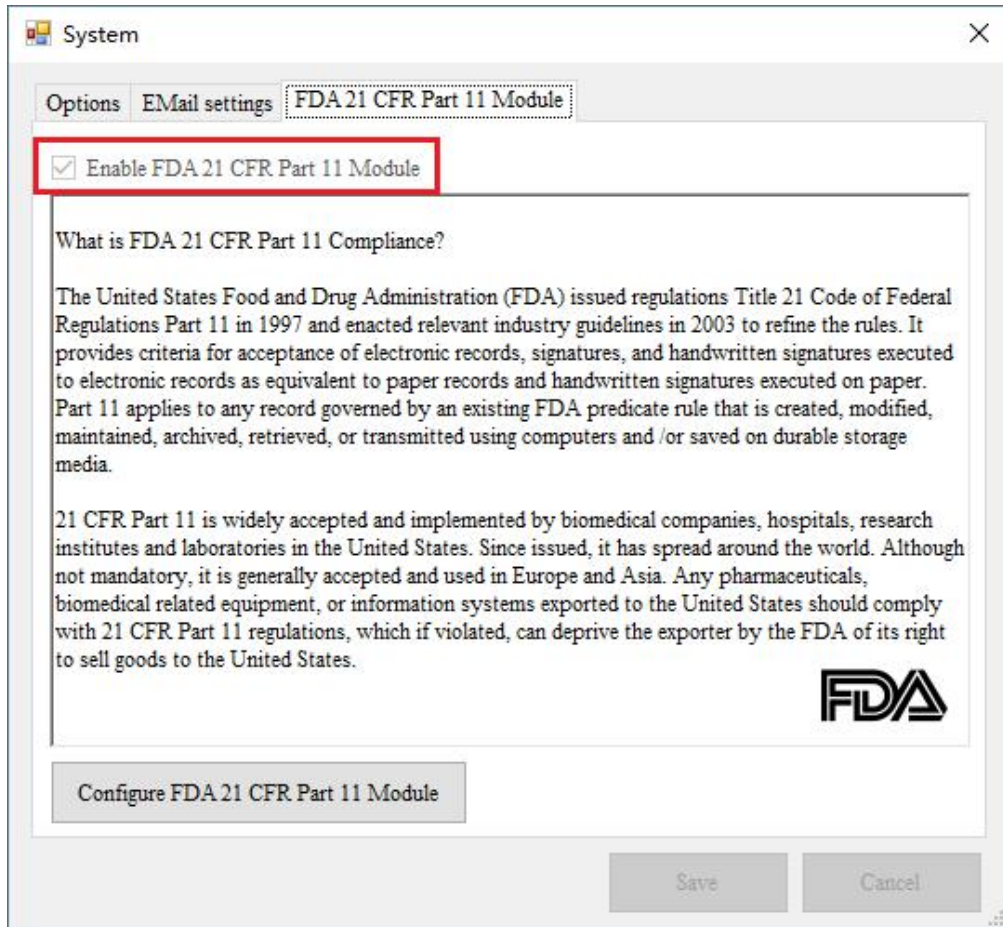 System
Options EMail settings FDA 21 CFR Part 11 Module
Enable FDA 21 CFR Part 11 Module
What is FDA 21 CFR Part 11 Compliance?
The United States Food and Drug Administration (FDA) issued regulations Title 21 Code of Federal
Regulations Part 11 in 1997 and enacted relevant industry guidelines in 2003 to refine the rules. It
provides criteria for acceptance of electronic records, signatures, and handwritten signatures executed
to electronic records as equivalent to paper records and handwritten signatures executed on paper.
Part 11 applies to any record governed by an existing FDA predicate rule that is created, modified,
maintained, archived, retrieved, or transmitted using computers and /or saved on durable storage
media.
21 CFR Part 11 is widely accepted and implemented by biomedical companies, hospitals, research
institutes and laboratories in the United States. Since issued, it has spread around the world. Although
not mandatory, it is generally accepted and used in Europe and Asia. Any pharmaceuticals,
biomedical related equipment, or information systems exported to the United States should comply
with 21 CFR Part 11 regulations, which if violated, can deprive the exporter by the FDA of its right
to sell goods to the United States.
FDA
Configure FDA 21 CFR Part 11 Module
Save Cancel